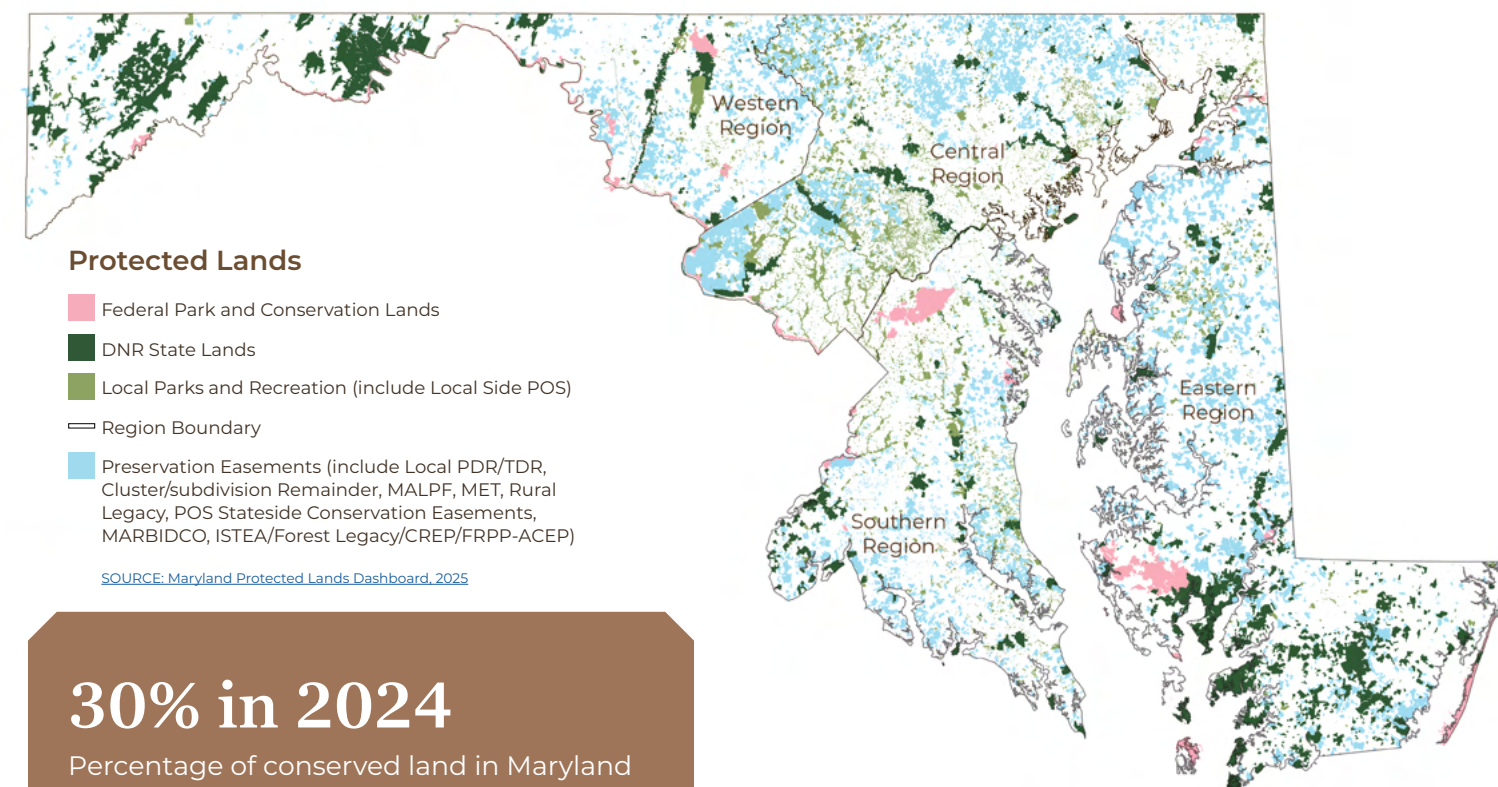 Western
Region
Central
Region
Protected Lands
Federal Park and Conservation Lands
DNR State Lands
Local Parks and Recreation (include Local Side POS)
Region Boundary
Eastern
Region
Preservation Easements (include Local PDR/TDR,
Cluster/subdivision Remainder, MALPF, MET, Rural
Legacy, POS Stateside Conservation Easements,
MARBIDCO, ISTEA/Forest Legacy/CREP/FRPP-ACEP)
Southern
Region
SOURCE: Maryland Protected Lands Dashboard, 2025
30% in 2024
Percentage of conserved land in Maryland